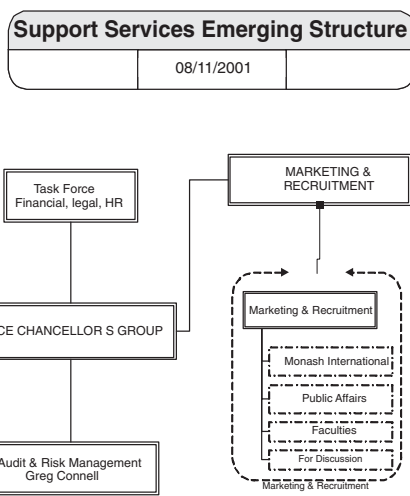 Support Services Emerging Structure
08/11/2001
MARKETING &
RECRUITMENT
Task Force
Financial, legal, HR
CE CHANCELLOR S GROUP
Audit & Risk Management
Greg Connell
Marketing & Recruitment
Monash International
Public Affairs
Faculties
For Discussion
Marketing & Recruitment